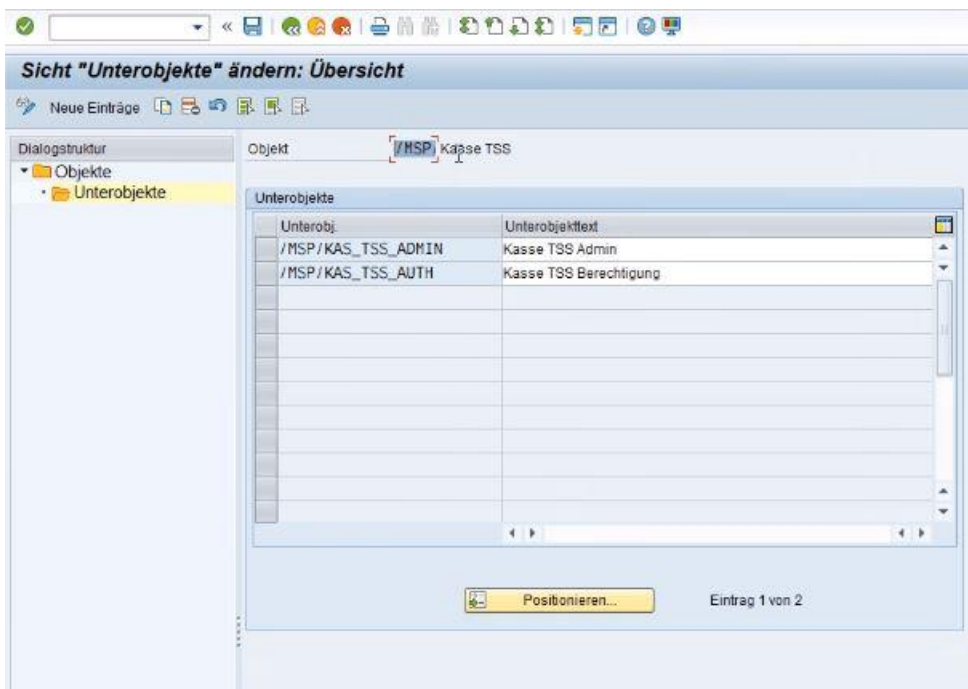 Sicht "Unterobjekte" ändern: Übersicht
Neue Einträge
Dialogstruktur
Objekte
Unterobjekte
Objekt /MSP/ Kasse TSS
Unterobjekte
Unterobj. Unterobjekttext
/MSP/KAS_TSS_ADMIN Kasse TSS Admin
/MSP/KAS_TSS_AUTH Kasse TSS Berechtigung
Positionieren... Eintrag 1 von 2